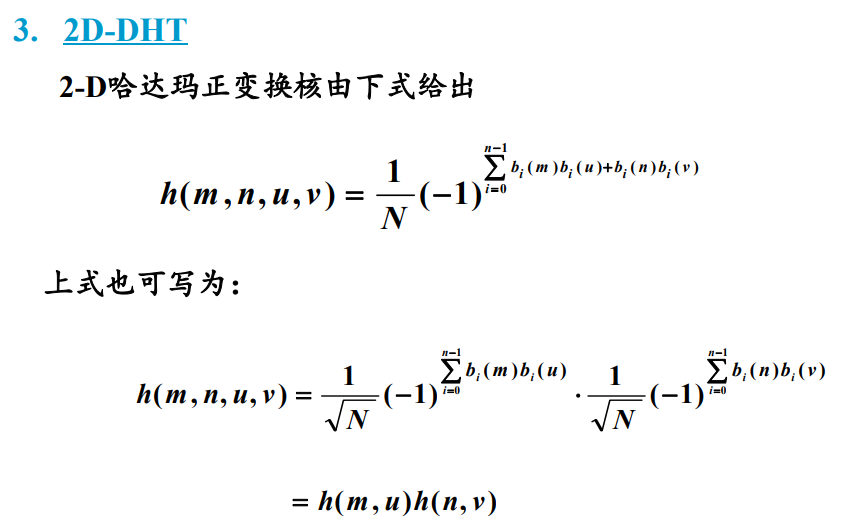 3. 2D-DHT
2-D哈达玛正变换核由下式给出
h(m,n,u,v) = \frac{1}{N}(-1)^{\sum_{i=0}^{n-1} b_i(m)b_i(u)+b_i(n)b_i(v)}
上式也可写为：
h(m,n,u,v) = \frac{1}{\sqrt{N}}(-1)^{\sum_{i=0}^{n-1} b_i(m)b_i(u)} \cdot \frac{1}{\sqrt{N}}(-1)^{\sum_{i=0}^{n-1} b_i(n)b_i(v)}
= h(m,u)h(n,v)